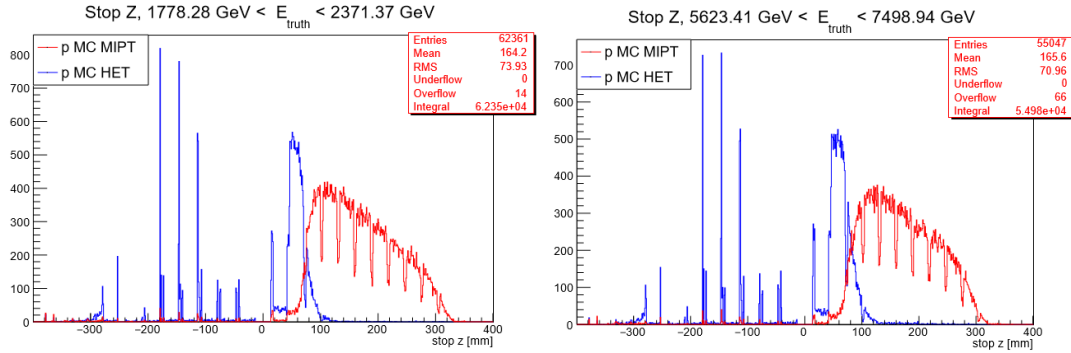 Stop Z, 1778.28 GeV < E_truth < 2371.37 GeV
p MC MIPT
p MC HET
Entries 62361
Mean 164.2
RMS 73.93
Underflow 0
Overflow 14
Integral 6.235e+04
800
700
600
500
400
300
200
100
0
−300 −200 −100 0 100 200 300 400
stop z [mm]
Stop Z, 5623.41 GeV < E_truth < 7498.94 GeV
p MC MIPT
p MC HET
Entries 55047
Mean 165.6
RMS 70.96
Underflow 0
Overflow 66
Integral 5.498e+04
700
600
500
400
300
200
100
0
−300 −200 −100 0 100 200 300 400
stop z [mm]